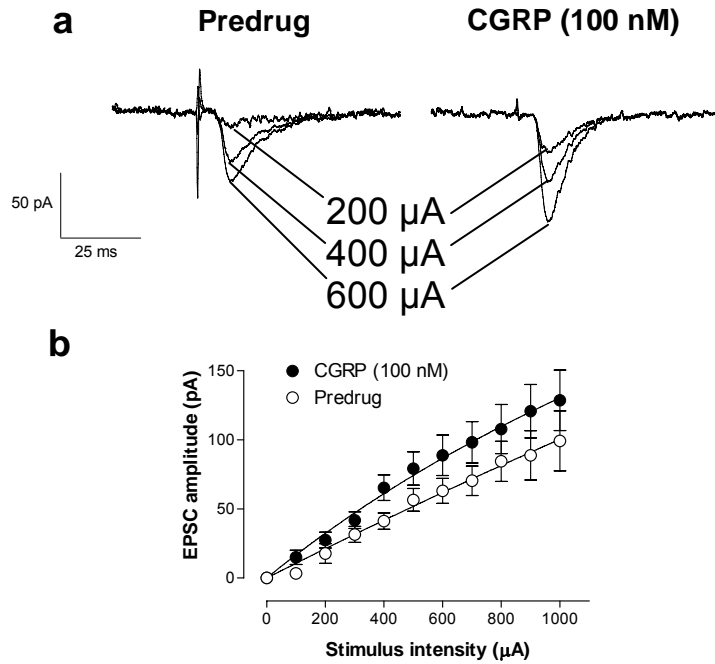 a
Predrug
CGRP (100 nM)
50 pA
25 ms
200 µA
400 µA
600 µA
b
CGRP (100 nM)
Predrug
EPSC amplitude (pA)
150
100
50
0
0 200 400 600 800 1000
Stimulus intensity (µA)